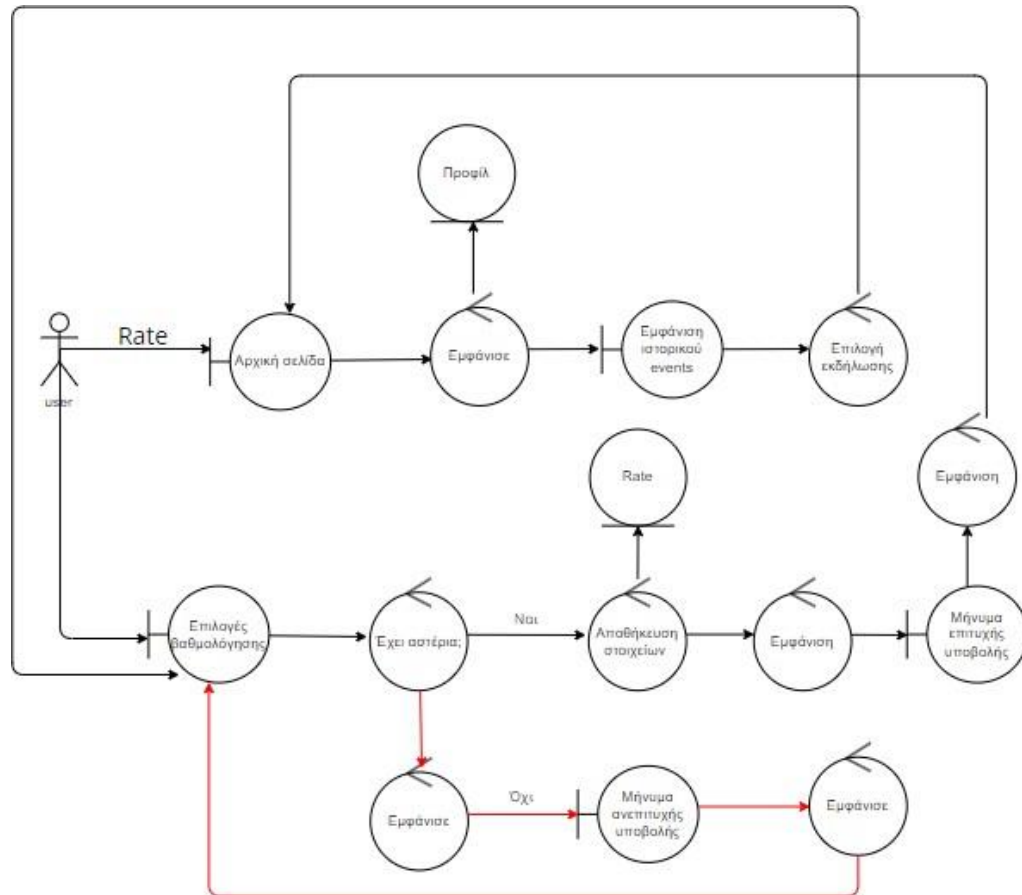 Προφίλ
Rate
Αρχική σελίδα
Εμφάνισε
Εμφάνιση
ιστορικού
events
Επιλογή
εκδήλωσης
user
Rate
Εμφάνιση
Επιλογές
βαθμολόγησης
Έχει αστέρια;
Ναι
Αποθήκευση
στοιχείων
Εμφάνιση
Μήνυμα
επιτυχής
υποβολής
Εμφάνισε
Όχι
Μήνυμα
ανεπιτυχής
υποβολής
Εμφάνισε